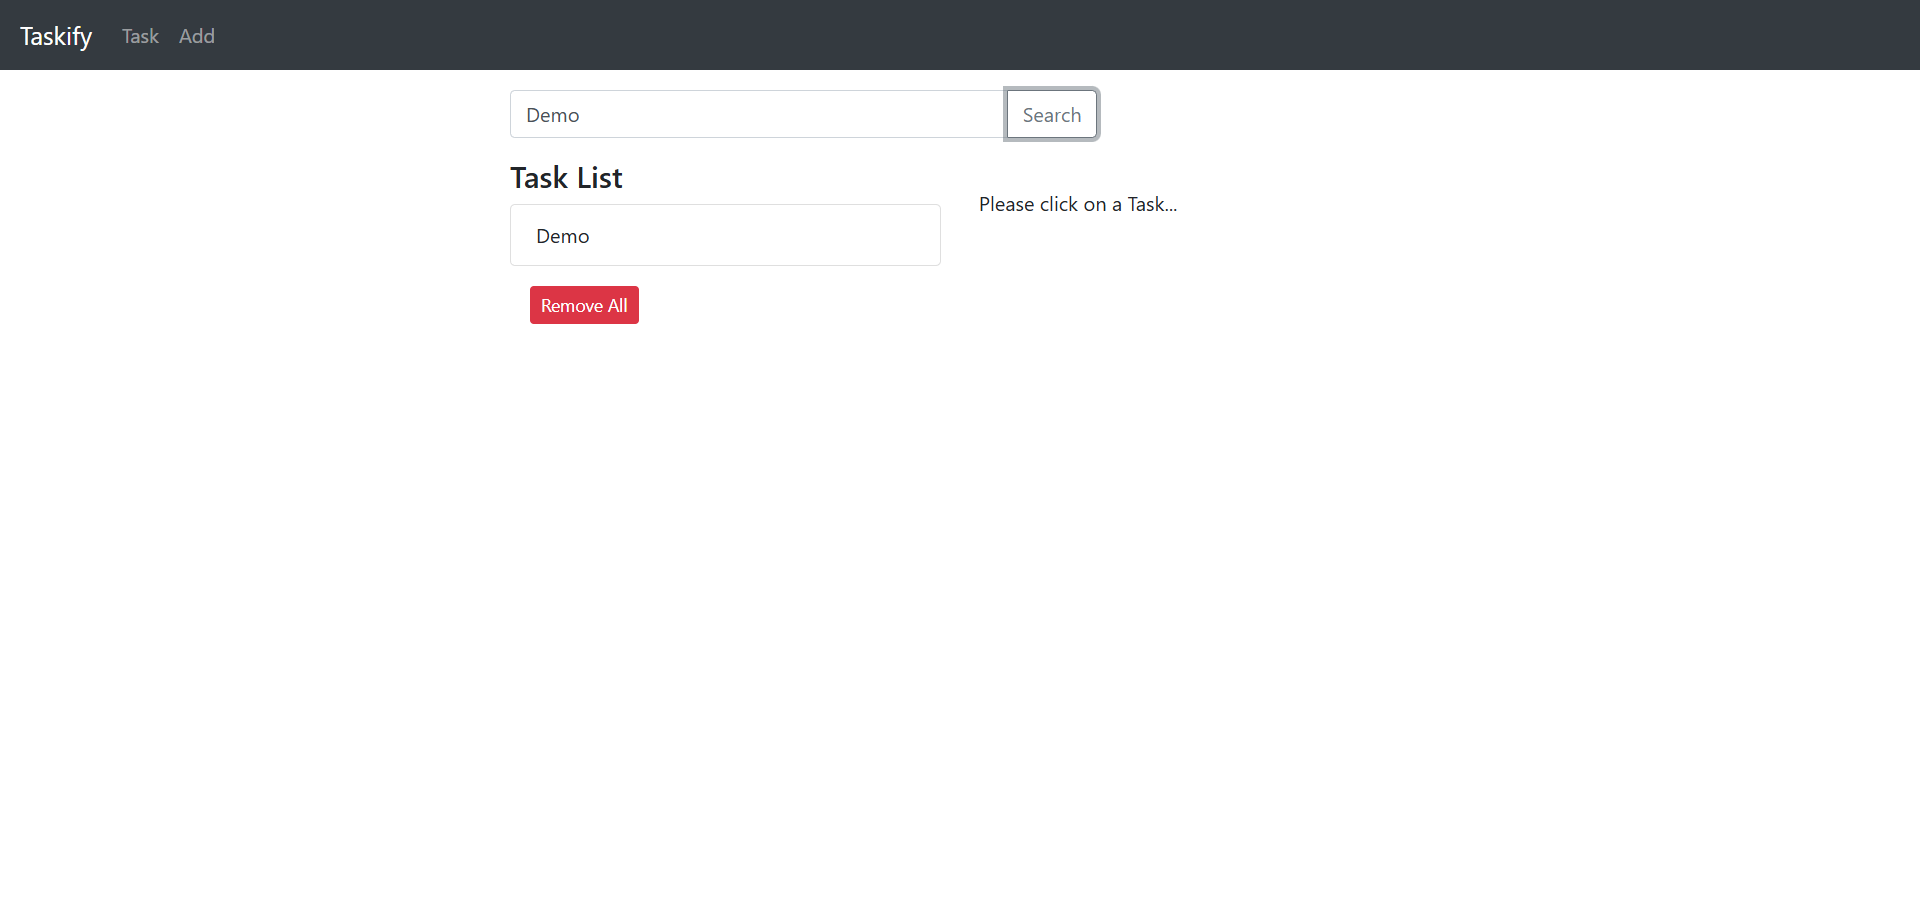 Taskify Task Add
Demo Search
Task List
Please click on a Task...
Demo
Remove All